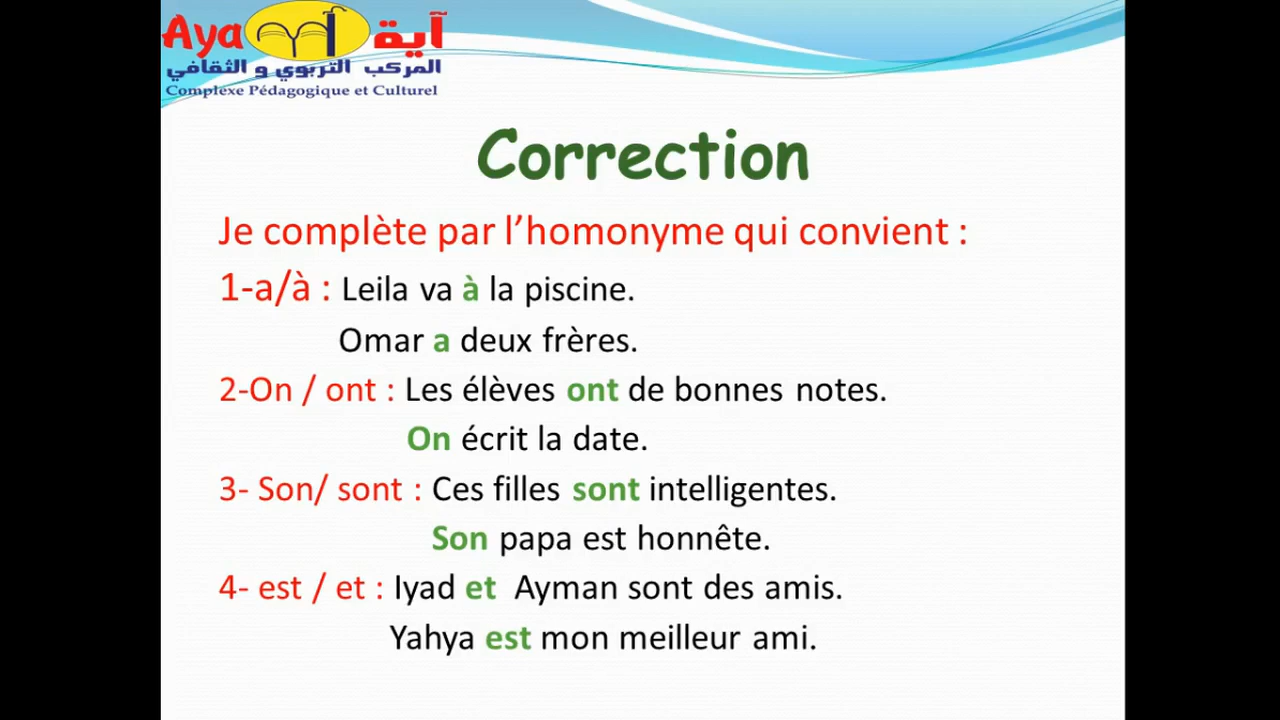 Aya آية
المركب التربوي و الثقافي
Complexe Pédagogique et Culturel
Correction
Je complète par l’homonyme qui convient :
1-a/à : Leila va à la piscine.
Omar a deux frères.
2-On / ont : Les élèves ont de bonnes notes.
On écrit la date.
3- Son/ sont : Ces filles sont intelligentes.
Son papa est honnête.
4- est / et : Iyad et Ayman sont des amis.
Yahya est mon meilleur ami.